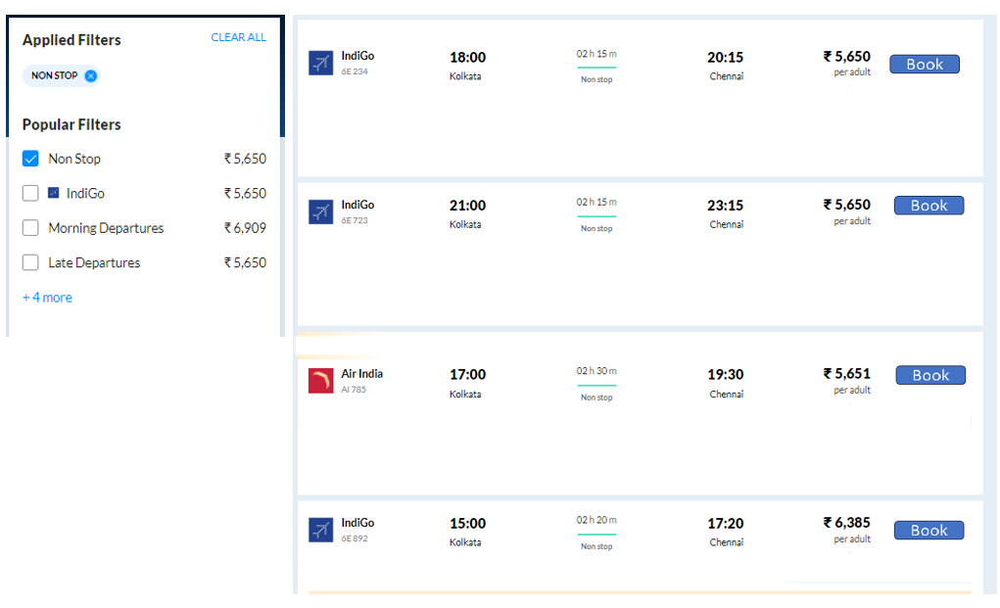 Applied Filters
CLEAR ALL
NON STOP
Popular Filters
Non Stop ₹ 5,650
IndiGo ₹ 5,650
Morning Departures ₹ 6,909
Late Departures ₹ 5,650
+ 4 more
IndiGo 18:00 02 h 15 m 20:15 ₹ 5,650 Book
6E 234 Kolkata Non stop Chennai per adult
IndiGo 21:00 02 h 15 m 23:15 ₹ 5,650 Book
6E 723 Kolkata Non stop Chennai per adult
Air India 17:00 02 h 30 m 19:30 ₹ 5,651 Book
AI 785 Kolkata Non stop Chennai per adult
IndiGo 15:00 02 h 20 m 17:20 ₹ 6,385 Book
6E 892 Kolkata Non stop Chennai per adult